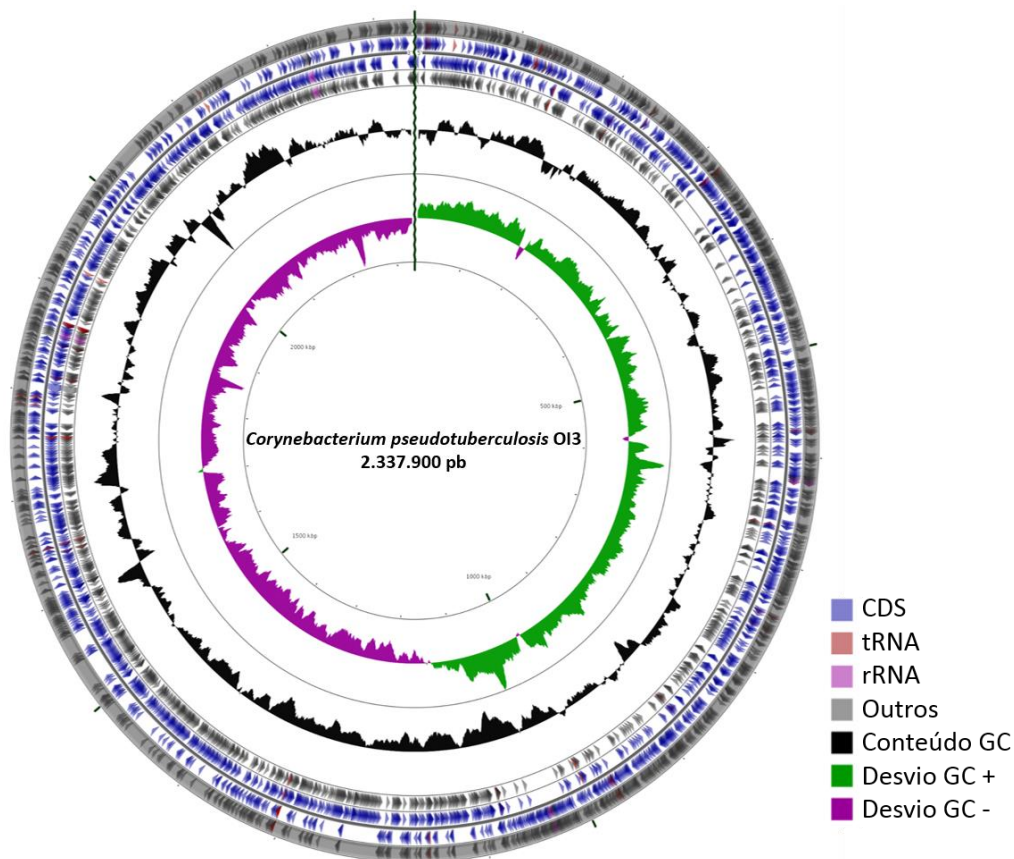 2000 kbp
500 kbp
Corynebacterium pseudotuberculosis OI3
2.337.900 pb
1500 kbp
1000 kbp
CDS
tRNA
rRNA
Outros
Conteúdo GC
Desvio GC +
Desvio GC -